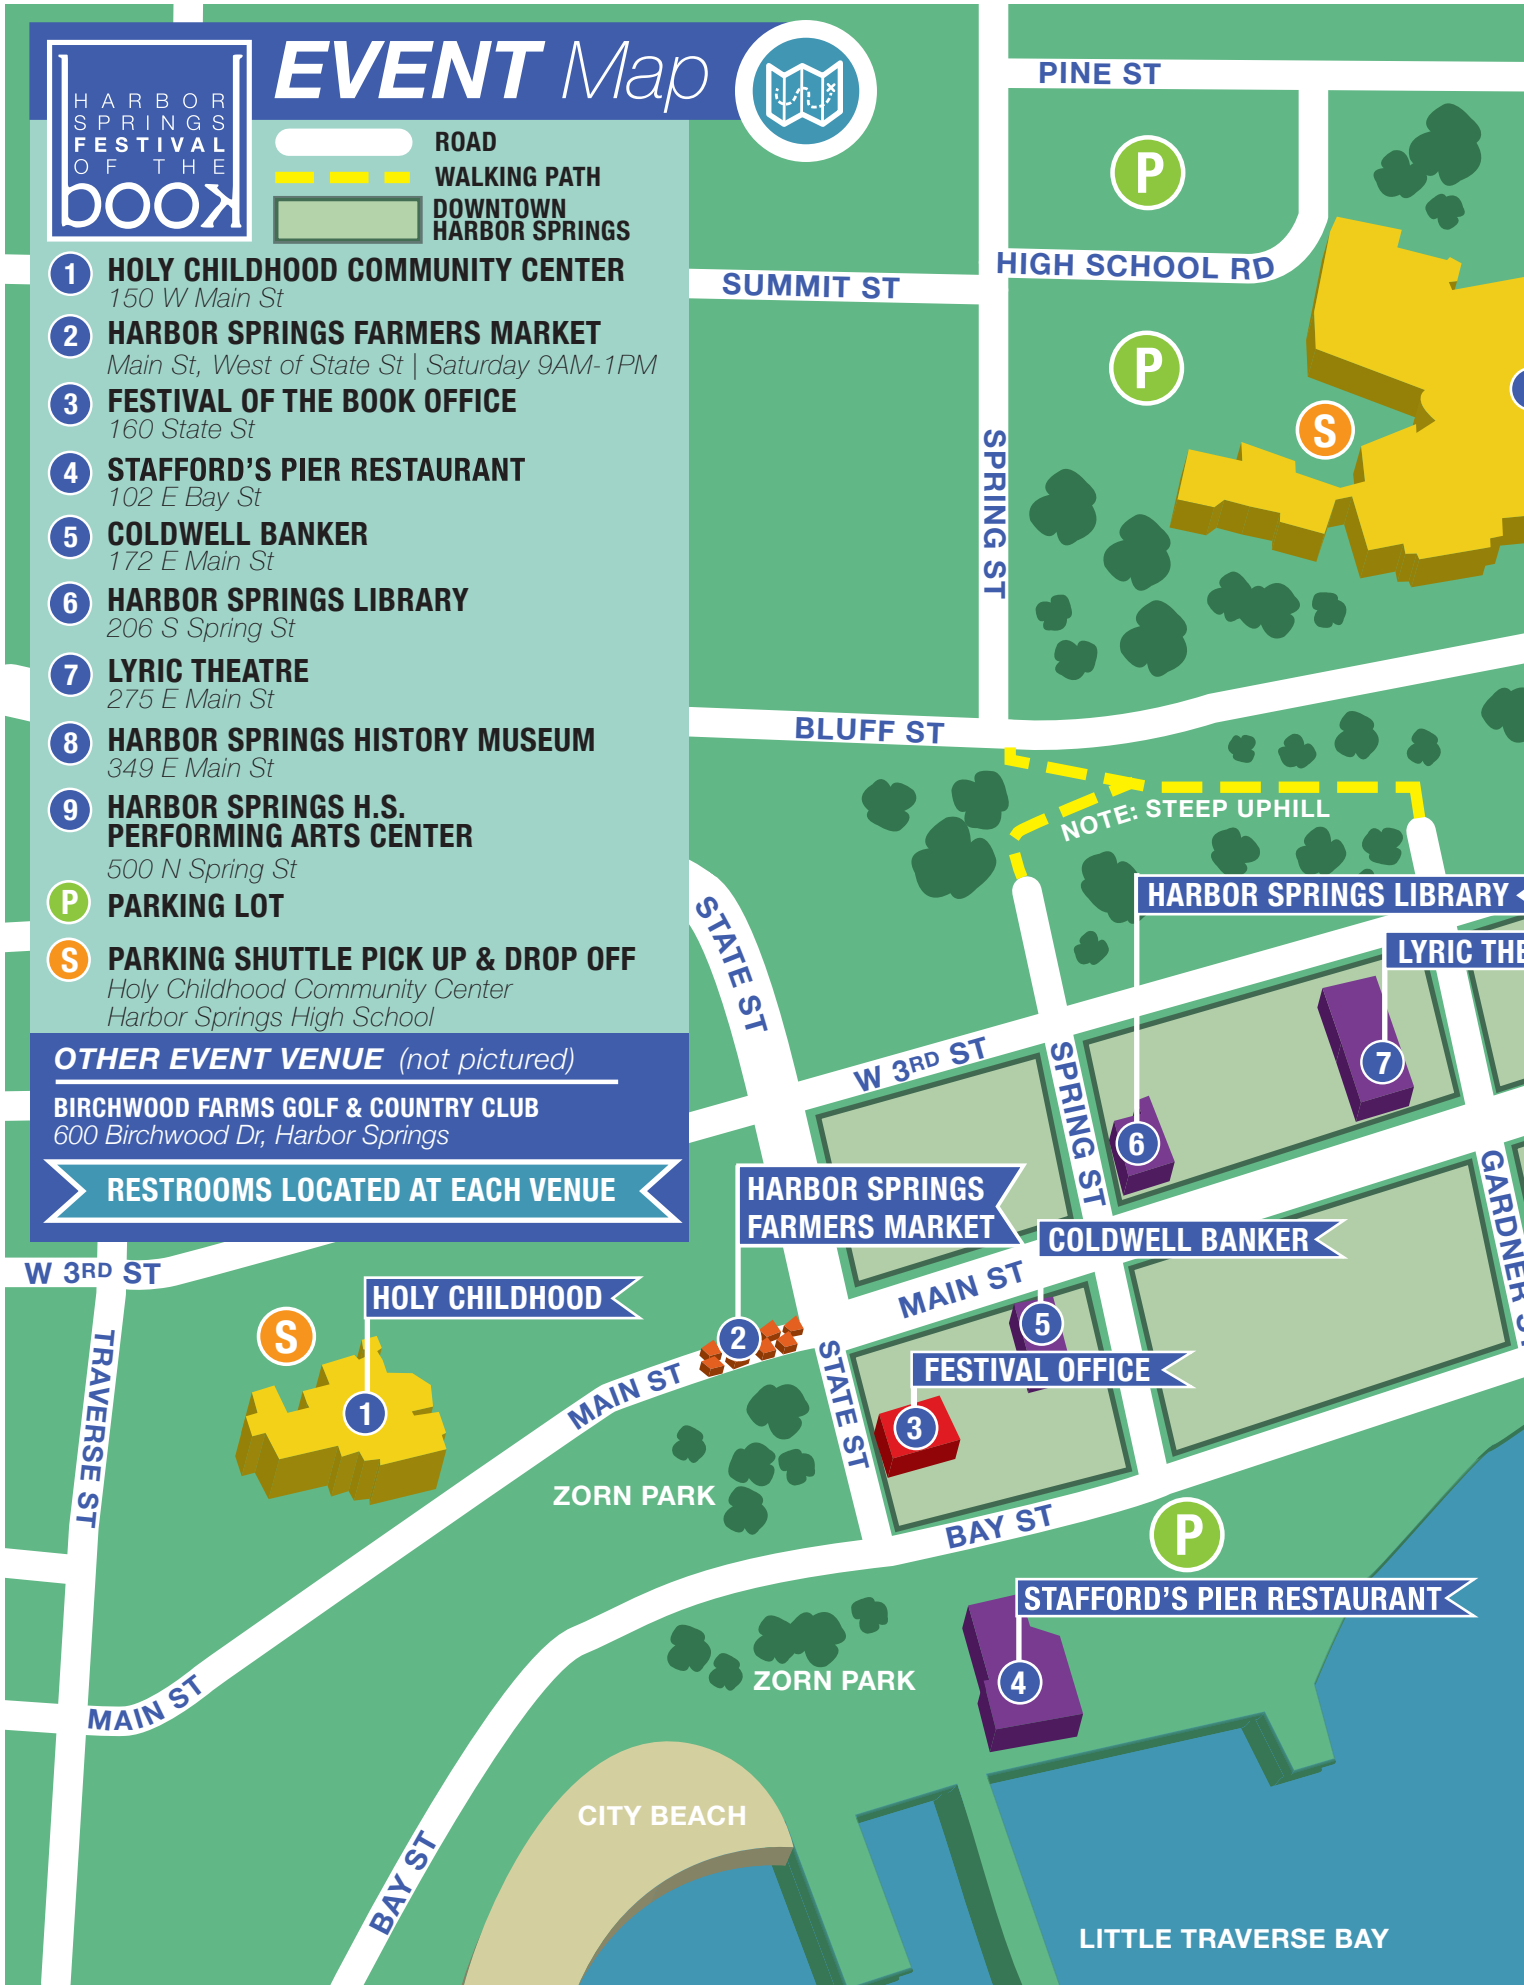 HARBOR
SPRINGS
FESTIVAL
OF THE
book
EVENT Map
ROAD
WALKING PATH
DOWNTOWN
HARBOR SPRINGS
1 HOLY CHILDHOOD COMMUNITY CENTER
150 W Main St
2 HARBOR SPRINGS FARMERS MARKET
Main St, West of State St | Saturday 9AM-1PM
3 FESTIVAL OF THE BOOK OFFICE
160 State St
4 STAFFORD'S PIER RESTAURANT
102 E Bay St
5 COLDWELL BANKER
172 E Main St
6 HARBOR SPRINGS LIBRARY
206 S Spring St
7 LYRIC THEATRE
275 E Main St
8 HARBOR SPRINGS HISTORY MUSEUM
349 E Main St
9 HARBOR SPRINGS H.S.
PERFORMING ARTS CENTER
500 N Spring St
P PARKING LOT
S PARKING SHUTTLE PICK UP & DROP OFF
Holy Childhood Community Center
Harbor Springs High School
OTHER EVENT VENUE (not pictured)
BIRCHWOOD FARMS GOLF & COUNTRY CLUB
600 Birchwood Dr, Harbor Springs
RESTROOMS LOCATED AT EACH VENUE
PINE ST
P
HIGH SCHOOL RD
SUMMIT ST
P
S
SPRING ST
BLUFF ST
NOTE: STEEP UPHILL
HARBOR SPRINGS LIBRARY
STATE ST
LYRIC THE
W 3RD ST
SPRING ST
7
6
HARBOR SPRINGS
FARMERS MARKET
GARDNER
COLDWELL BANKER
W 3RD ST
MAIN ST
HOLY CHILDHOOD
S
2
5
TRAVERSE ST
STATE ST
FESTIVAL OFFICE
MAIN ST
1
3
ZORN PARK
BAY ST
P
STAFFORD'S PIER RESTAURANT
ZORN PARK
4
MAIN ST
CITY BEACH
BAY ST
LITTLE TRAVERSE BAY